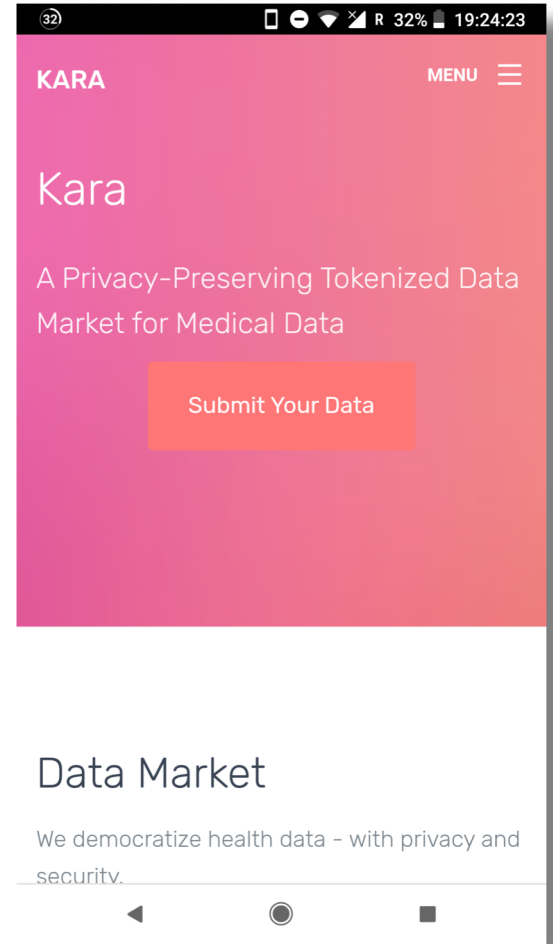 32 R 32% 19:24:23
KARA MENU
Kara
A Privacy-Preserving Tokenized Data
Market for Medical Data
Submit Your Data
Data Market
We democratize health data - with privacy and
security.